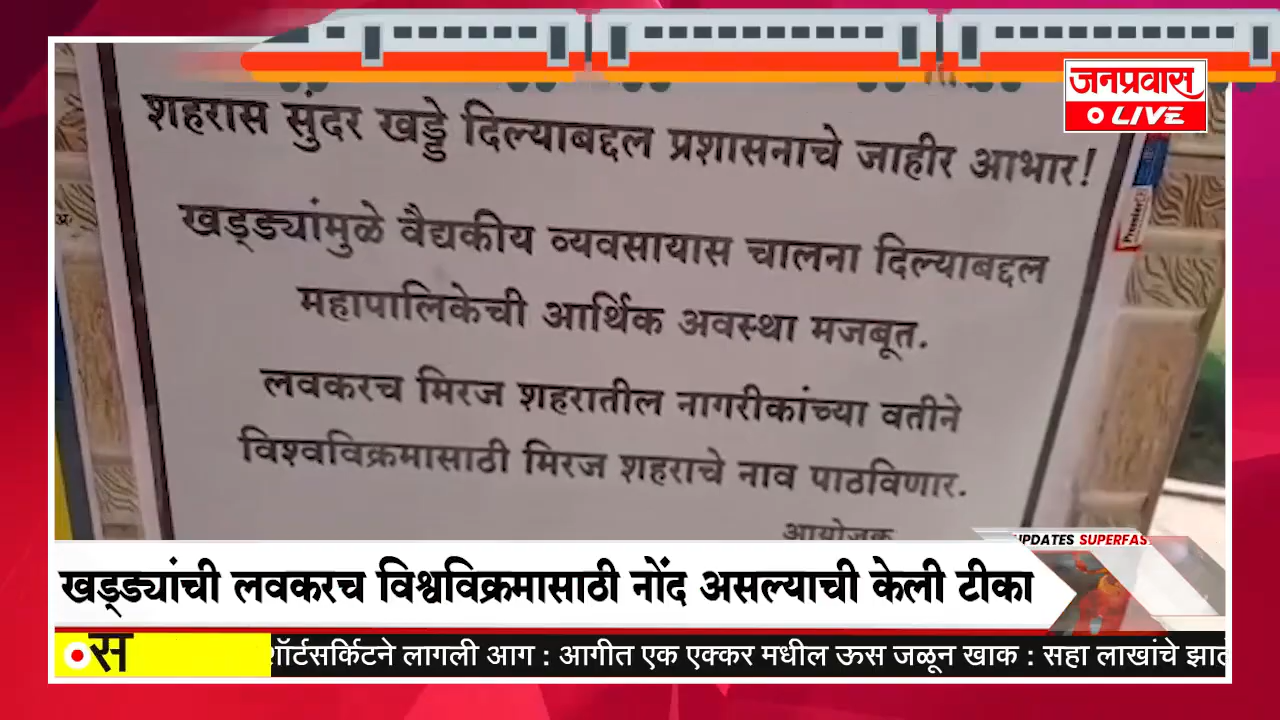 जनप्रवास
LIVE
शहरास सुंदर खड्डे दिल्याबद्दल प्रशासनाचे जाहीर आभार!
खड्ड्यांमुळे वैद्यकीय व्यवसायास चालना दिल्याबद्दल
महापालिकेची आर्थिक अवस्था मजबूत.
लवकरच मिरज शहरातील नागरीकांच्या वतीने
विश्वविक्रमासाठी मिरज शहराचे नाव पाठविणार.
आयोजक
Premier
UPDATES SUPERFAS
खड्ड्यांची लवकरच विश्वविक्रमासाठी नोंद असल्याची केली टीका
स
शॉर्टसर्किटने लागली आग : आगीत एक एक्कर मधील ऊस जळून खाक : सहा लाखांचे झाले